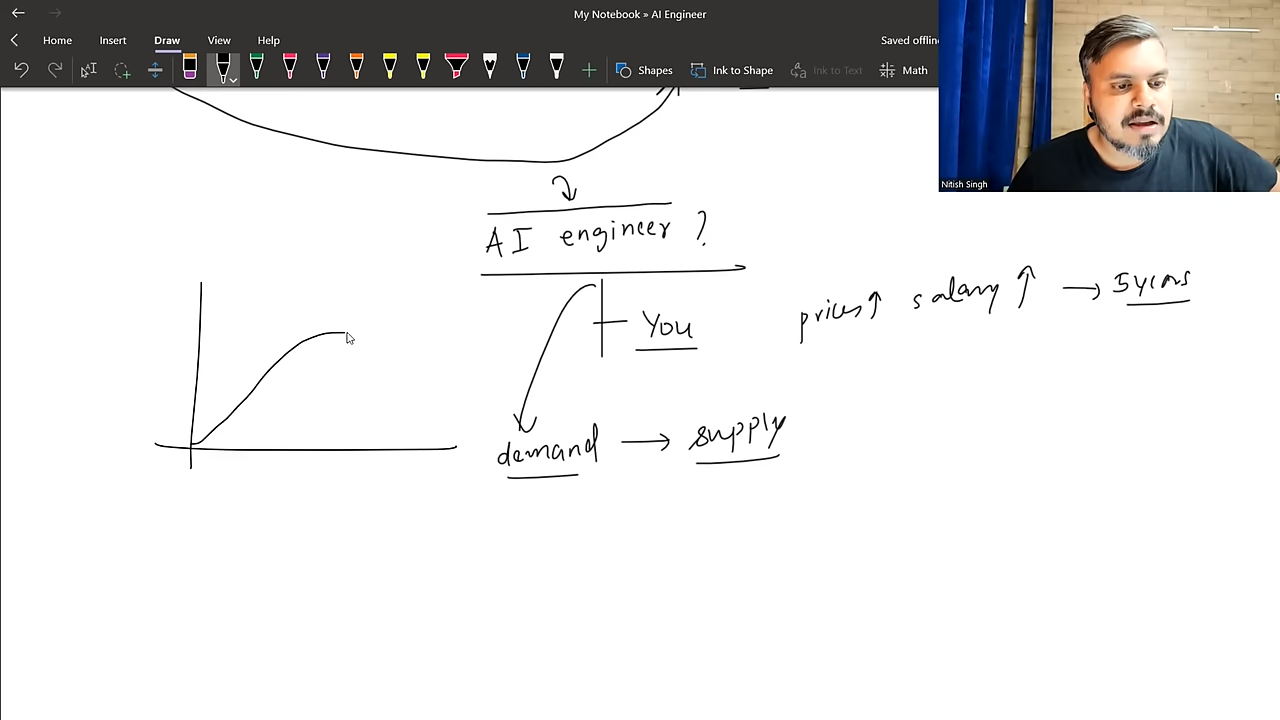 My Notebook » AI Engineer
Home Insert Draw View Help
Saved offline
Shapes Ink to Shape Ink to Text Math
Nitish Singh
AI engineer ?
You
prices↑ salary ↑ → 5 years
demand → supply